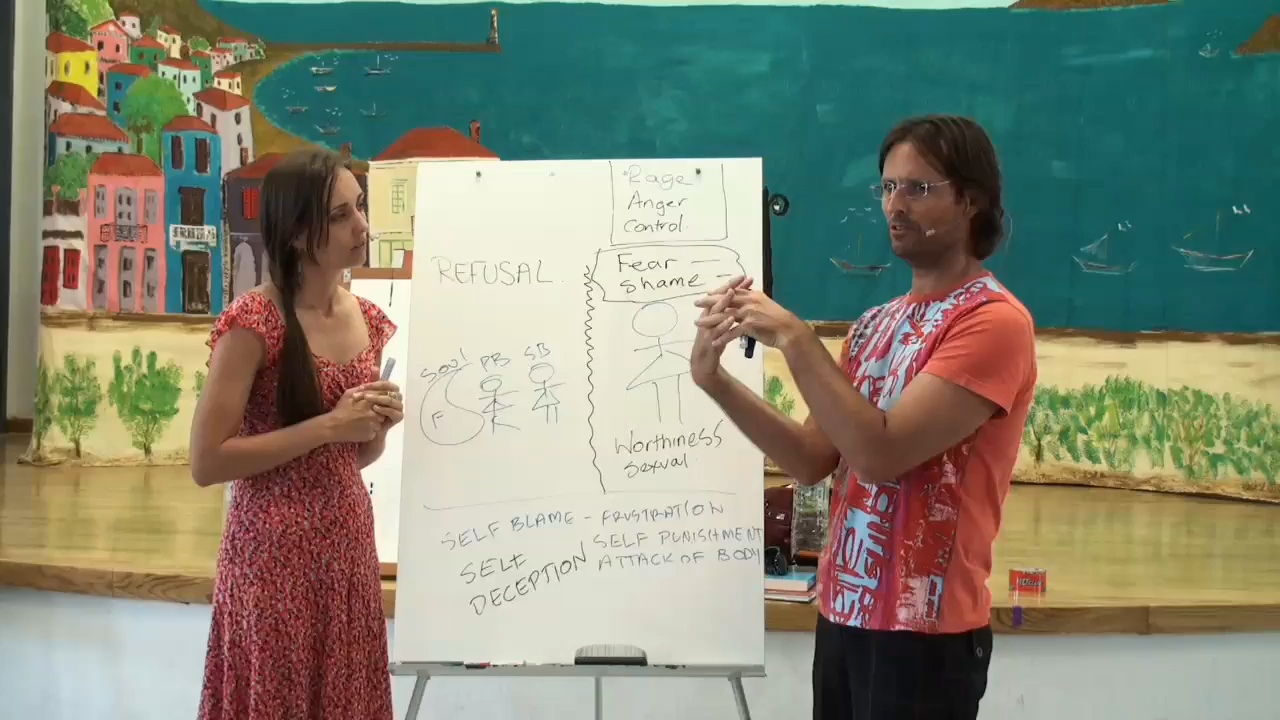 Rage
Anger
Control.
REFUSAL.
Fear —
Shame —
Soul PB SB
F
Worthiness
Sexual.
SELF BLAME - FRUSTRATION
SELF PUNISHMENT
SELF
DECEPTION
ATTACK OF BODY